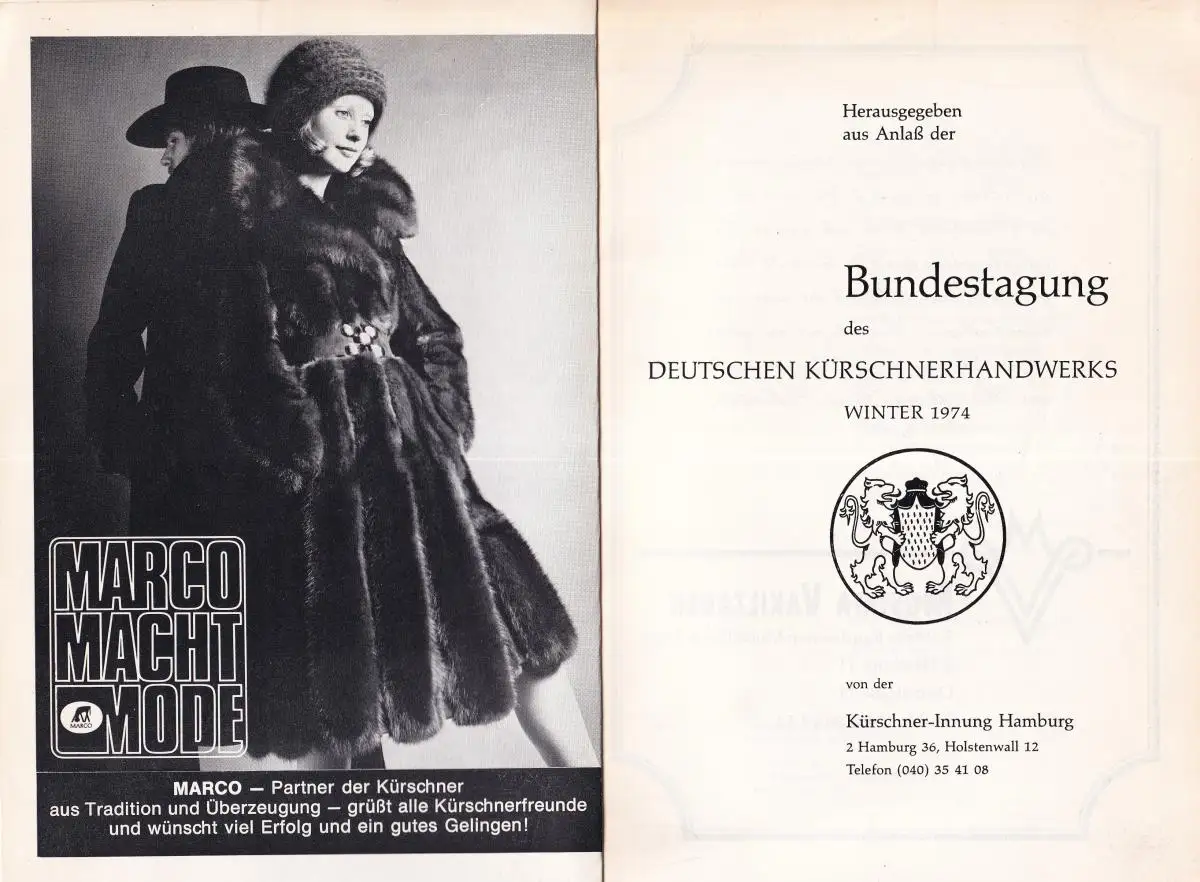 MARCO
MACHT
MODE
MARCO
MARCO — Partner der Kürschner
aus Tradition und Überzeugung — grüßt alle Kürschnerfreunde
und wünscht viel Erfolg und ein gutes Gelingen!
Herausgegeben
aus Anlaß der
Bundestagung
des
DEUTSCHEN KÜRSCHNERHANDWERKS
WINTER 1974
von der
Kürschner-Innung Hamburg
2 Hamburg 36, Holstenwall 12
Telefon (040) 35 41 08